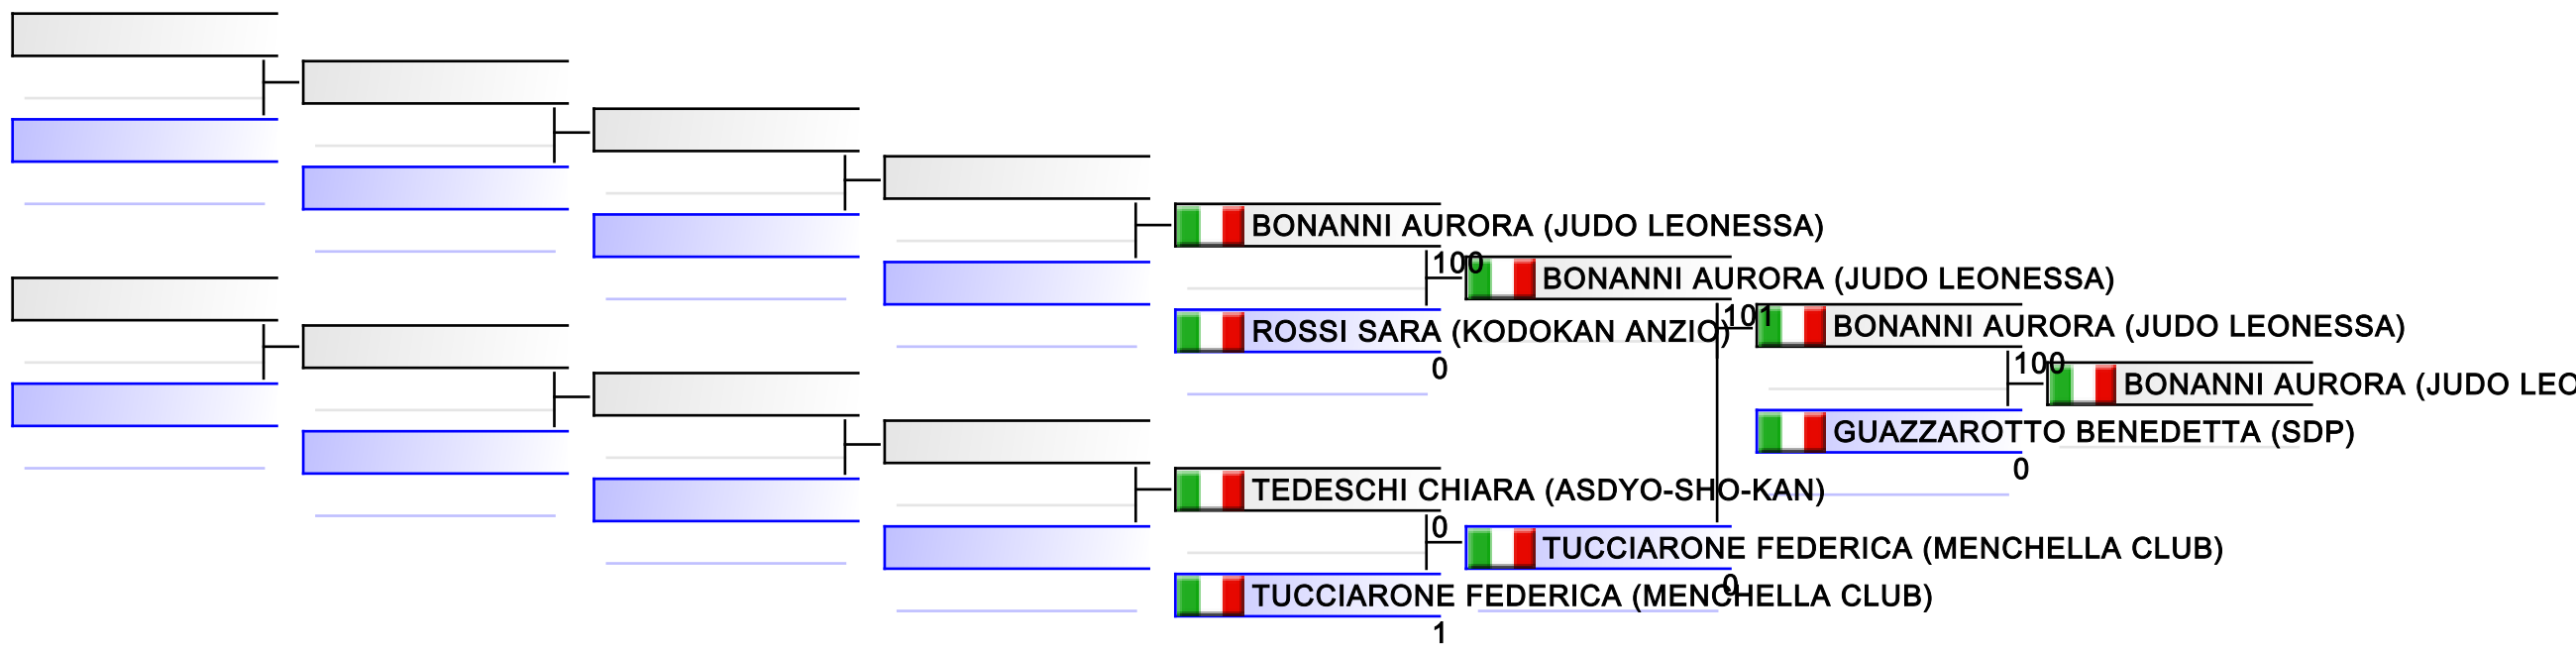 BONANNI AURORA (JUDO LEONESSA)
100
BONANNI AURORA (JUDO LEONESSA)
ROSSI SARA (KODOKAN ANZIO)
0
101
BONANNI AURORA (JUDO LEONESSA)
100
BONANNI AURORA (JUDO LEO
GUAZZAROTTO BENEDETTA (SDP)
0
TEDESCHI CHIARA (ASDYO-SHO-KAN)
0
TUCCIARONE FEDERICA (MENCHELLA CLUB)
0
TUCCIARONE FEDERICA (MENCHELLA CLUB)
1